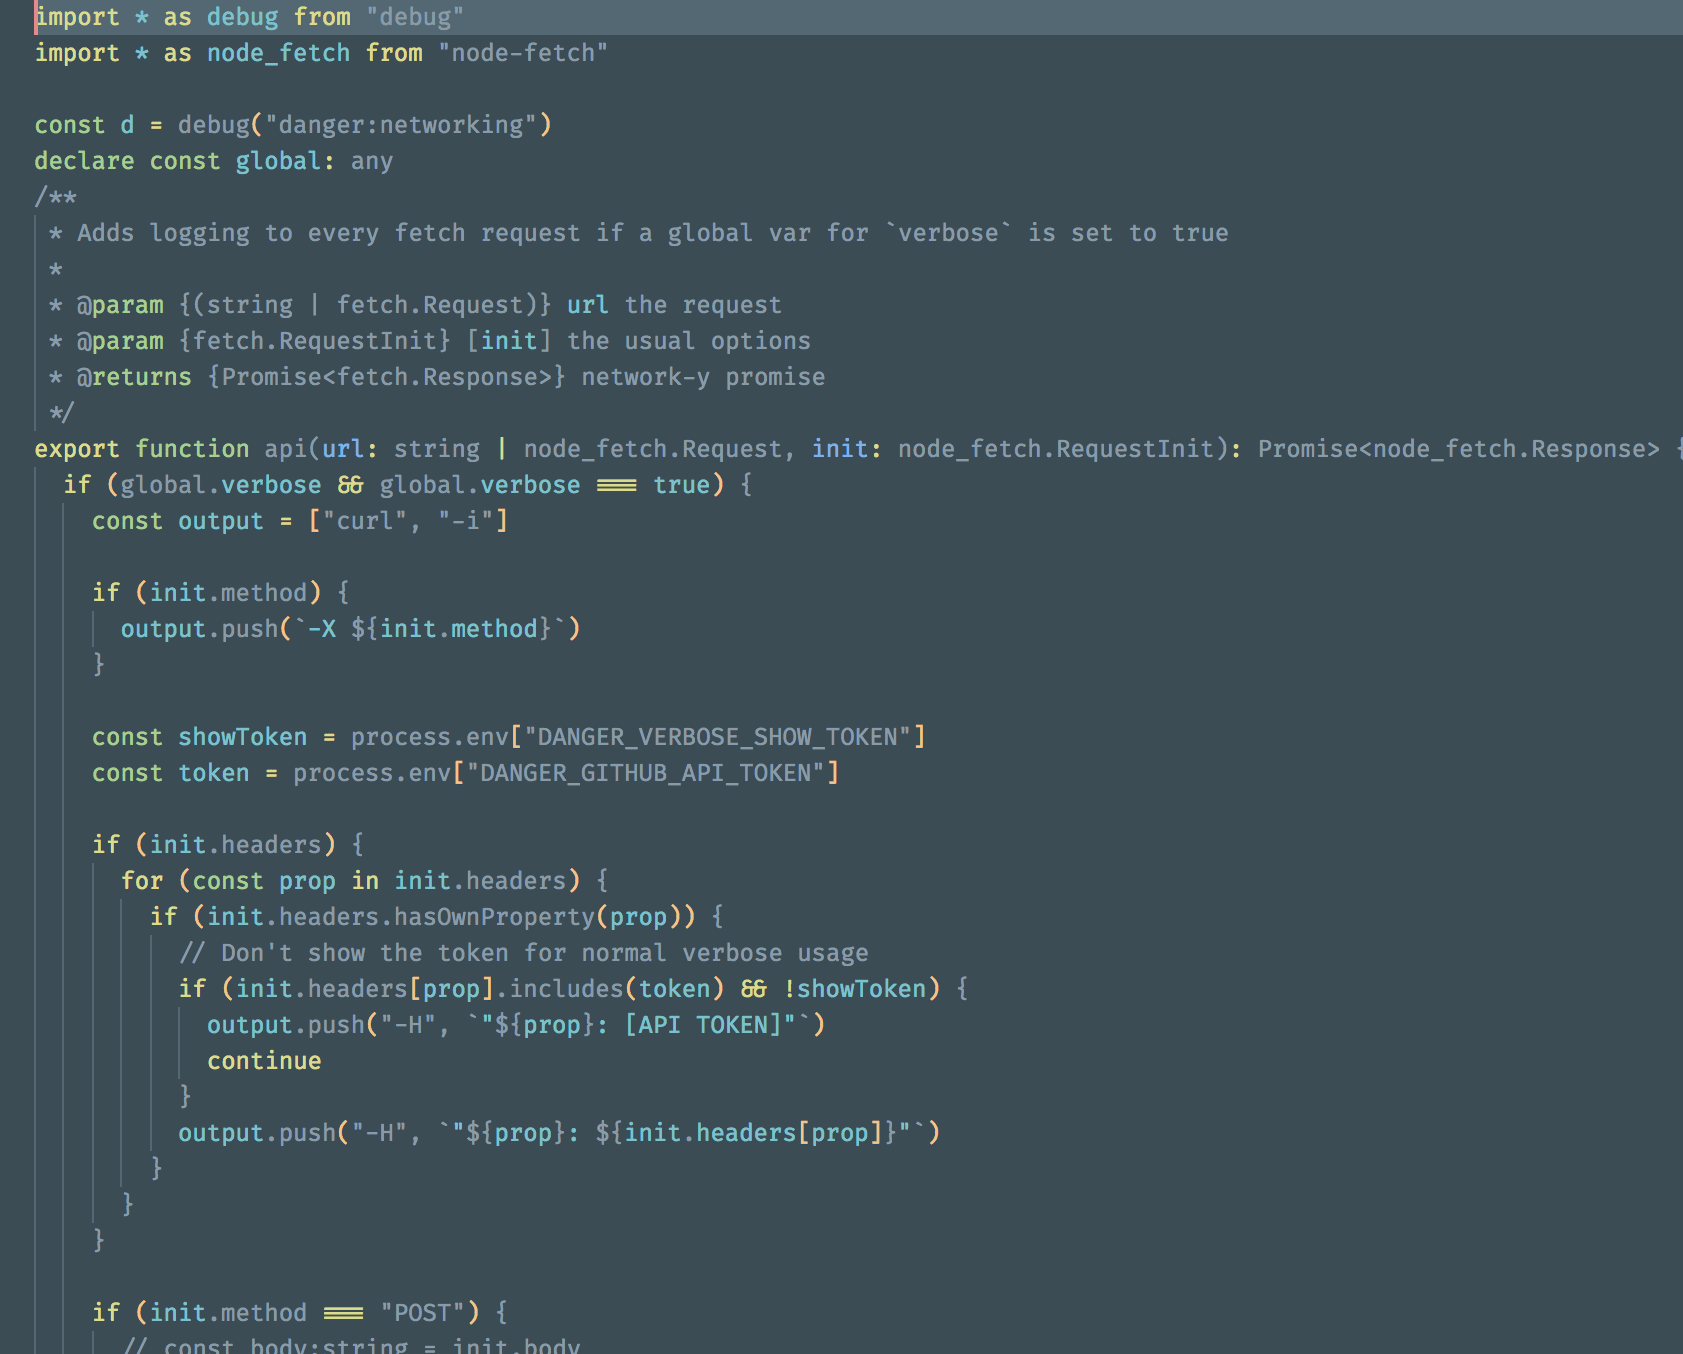 import * as debug from "debug"
import * as node_fetch from "node-fetch"

const d = debug("danger:networking")
declare const global: any
/**
 * Adds logging to every fetch request if a global var for `verbose` is set to true
 *
 * @param {(string | fetch.Request)} url the request
 * @param {fetch.RequestInit} [init] the usual options
 * @returns {Promise<fetch.Response>} network-y promise
 */
export function api(url: string | node_fetch.Request, init: node_fetch.RequestInit): Promise<node_fetch.Response> {
  if (global.verbose && global.verbose === true) {
    const output = ["curl", "-i"]

    if (init.method) {
      output.push(`-X ${init.method}`)
    }

    const showToken = process.env["DANGER_VERBOSE_SHOW_TOKEN"]
    const token = process.env["DANGER_GITHUB_API_TOKEN"]

    if (init.headers) {
      for (const prop in init.headers) {
        if (init.headers.hasOwnProperty(prop)) {
          // Don't show the token for normal verbose usage
          if (init.headers[prop].includes(token) && !showToken) {
            output.push("-H", `"${prop}: [API TOKEN]"`)
            continue
          }
          output.push("-H", `"${prop}: ${init.headers[prop]}"`)
        }
      }
    }

    if (init.method === "POST") {
      // const body:string = init.body